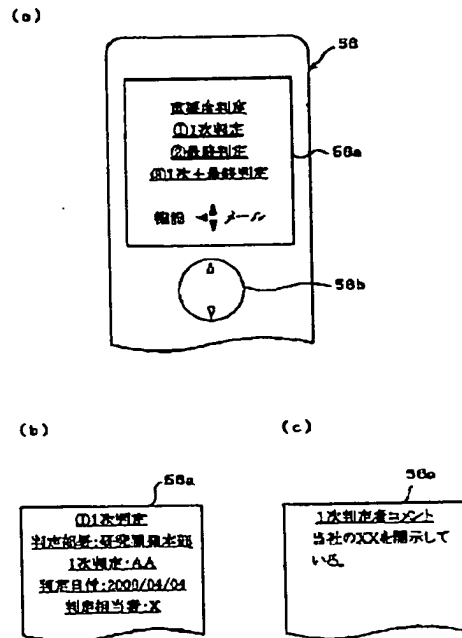 (a)
58
重要度判定
①1次判定
②最終判定
58a
③1次+最終判定
58b
(b)
(c)
58a
58a
①1次判定
判定部署:研究開発本部
1次判定:AA
判定日付:2000/04/04
判定担当者:X
1次判定者コメント
当社のXXを開示して
いる。